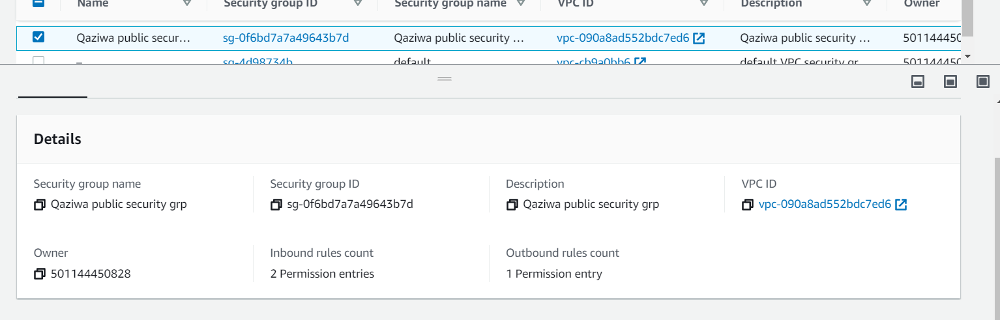 Name Security group ID Security group name VPC ID Description Owner
Qaziwa public secur... sg-0f6bd7a7a49643b7d Qaziwa public security ... vpc-090a8ad552bdc7ed6 Qaziwa public security ... 501144450
– sg-4d98734b default vpc-cb9a0bb6 default VPC security gr... 501144450
Details
Security group name Security group ID Description VPC ID
Qaziwa public security grp sg-0f6bd7a7a49643b7d Qaziwa public security grp vpc-090a8ad552bdc7ed6
Owner Inbound rules count Outbound rules count
501144450828 2 Permission entries 1 Permission entry